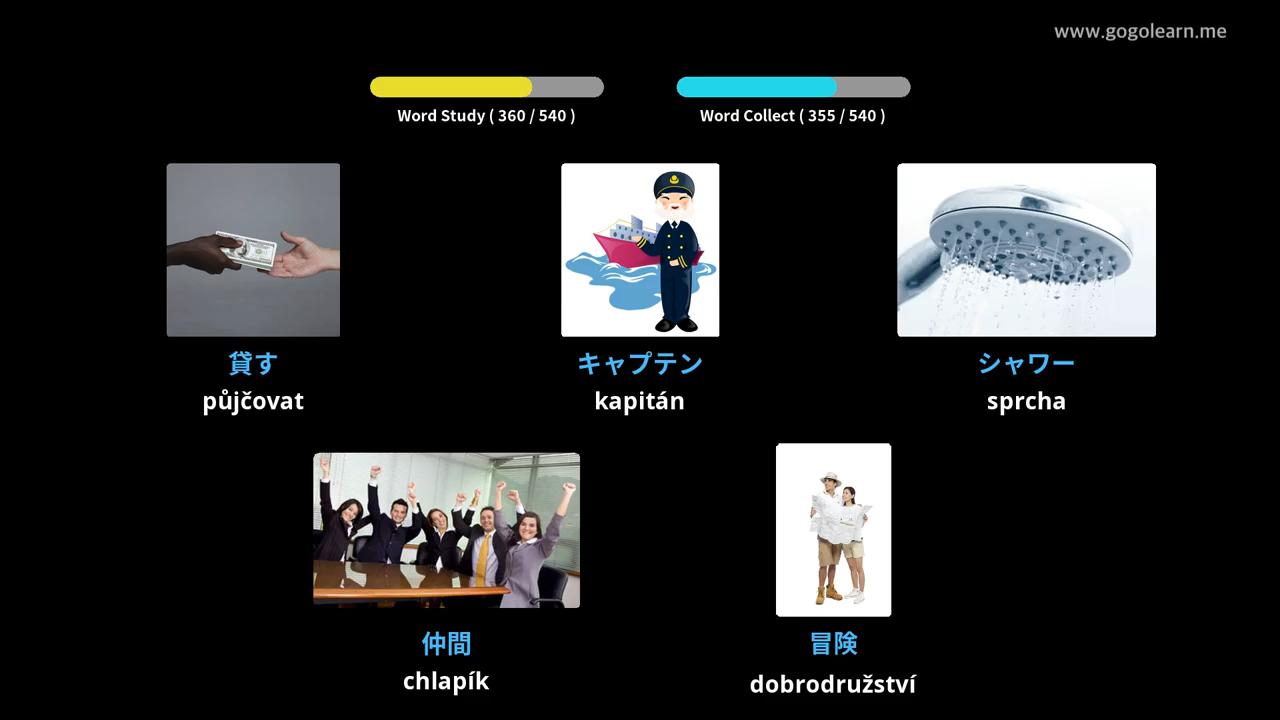 www.gogolearn.me
Word Study ( 360 / 540 )
Word Collect ( 355 / 540 )
貸す
キャプテン
シャワー
půjčovat
kapitán
sprcha
仲間
冒険
chlapík
dobrodružství